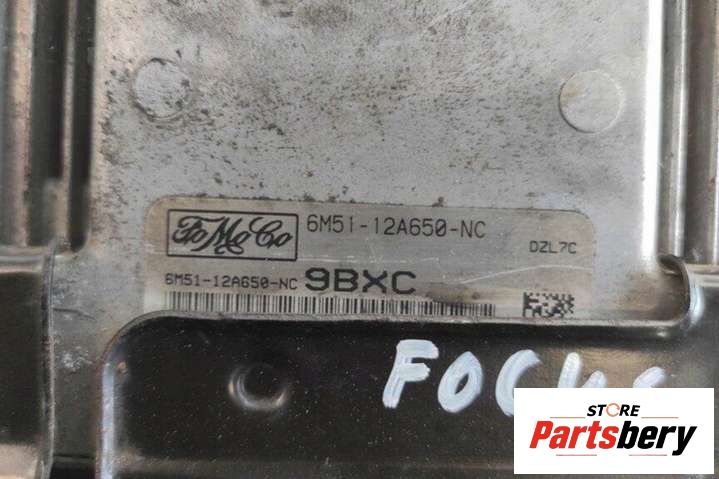 FoMoCo
6M51-12A650-NC
DZL7C
6M51-12A650-NC 9BXC
FOCUS
STORE
Partsbery